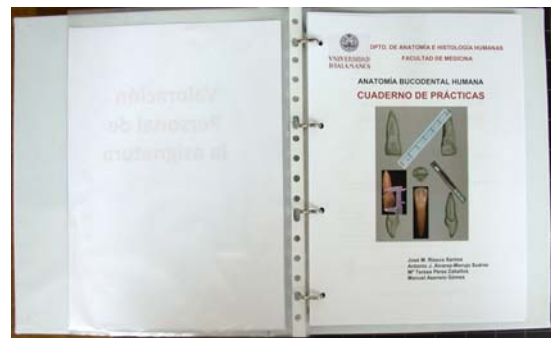 Valoración
Personal de
la asignatura
VNiVERSiDAD
DSALAMANCA
DPTO. DE ANATOMÍA E HISTOLOGÍA HUMANAS
FACULTAD DE MEDICINA
ANATOMÍA BUCODENTAL HUMANA
CUADERNO DE PRÁCTICAS
José M. Riesco Santos
Antonio J. Álvarez-Morujo Suárez
Mª Teresa Pérez Zaballos
Manuel Asensio Gómez